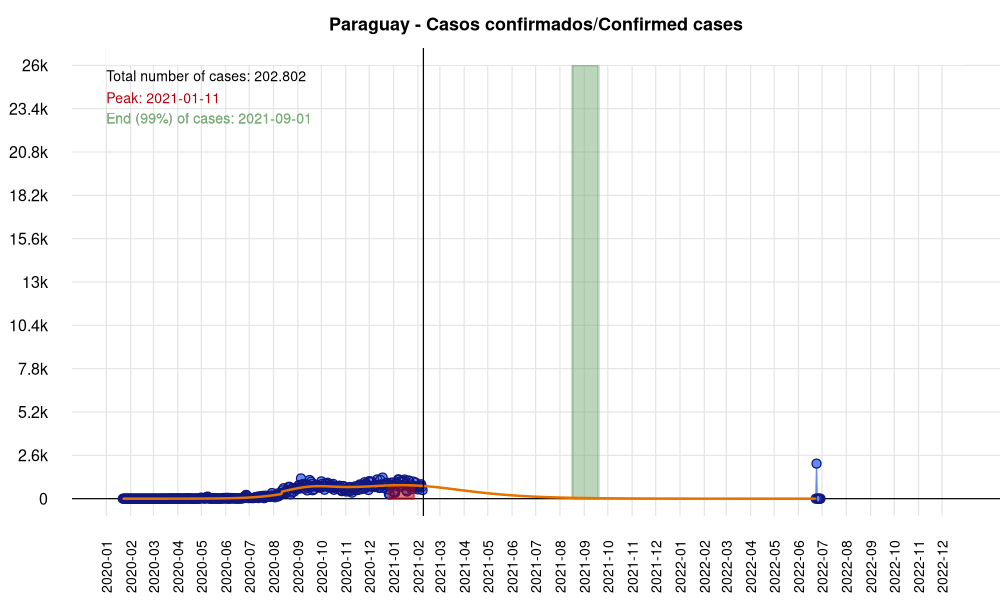 Paraguay - Casos confirmados/Confirmed cases
Total number of cases: 202.802
Peak: 2021-01-11
End (99%) of cases: 2021-09-01
26k
23.4k
20.8k
18.2k
15.6k
13k
10.4k
7.8k
5.2k
2.6k
0
2020-01
2020-02
2020-03
2020-04
2020-05
2020-06
2020-07
2020-08
2020-09
2020-10
2020-11
2020-12
2021-01
2021-02
2021-03
2021-04
2021-05
2021-06
2021-07
2021-08
2021-09
2021-10
2021-11
2021-12
2022-01
2022-02
2022-03
2022-04
2022-05
2022-06
2022-07
2022-08
2022-09
2022-10
2022-11
2022-12